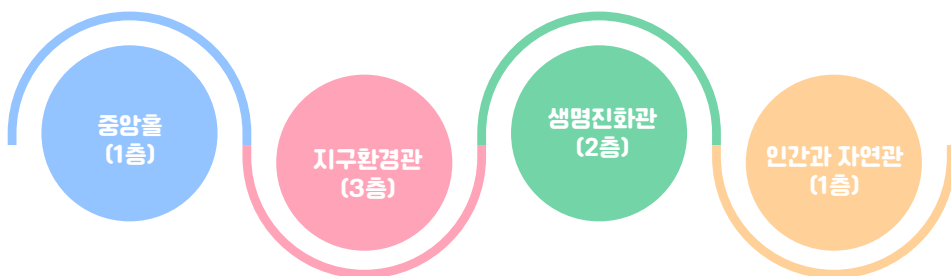 중앙홀
(1층)
지구환경관
(3층)
생명진화관
(2층)
인간과 자연관
(1층)